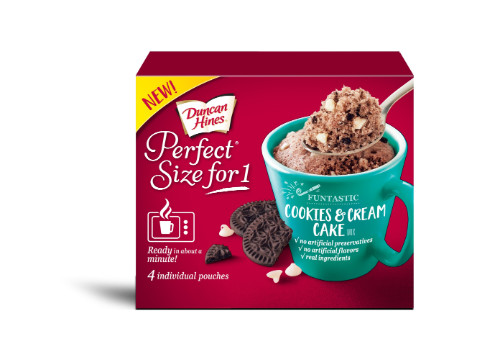 NEW!
Duncan
Hines
Perfect®
Size for 1
FUNTASTIC
COOKIES & CREAM
CAKE MIX
√ no artificial preservatives
√ no artificial flavors
√ real ingredients
Ready in about a
minute!
4 individual pouches